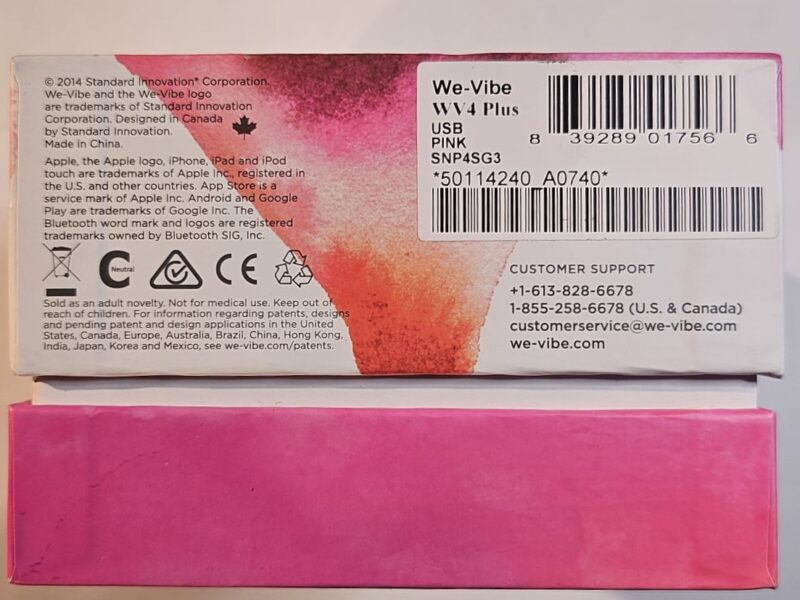 © 2014 Standard Innovation® Corporation.
We-Vibe and the We-Vibe logo
are trademarks of Standard Innovation
Corporation. Designed in Canada
by Standard Innovation.
Made in China.
Apple, the Apple logo, iPhone, iPad and iPod
touch are trademarks of Apple Inc., registered in
the U.S. and other countries. App Store is a
service mark of Apple Inc. Android and Google
Play are trademarks of Google Inc. The
Bluetooth word mark and logos are registered
trademarks owned by Bluetooth SIG, Inc.
C Neutral CE
Sold as an adult novelty. Not for medical use. Keep out of
reach of children. For information regarding patents, designs
and pending patent and design applications in the United
States, Canada, Europe, Australia, Brazil, China, Hong Kong,
India, Japan, Korea and Mexico, see we-vibe.com/patents.
We-Vibe
WV4 Plus
USB
PINK
SNP4SG3
8 39289 01756 6
*50114240 A0740*
CUSTOMER SUPPORT
+1-613-828-6678
1-855-258-6678 (U.S. & Canada)
customerservice@we-vibe.com
we-vibe.com